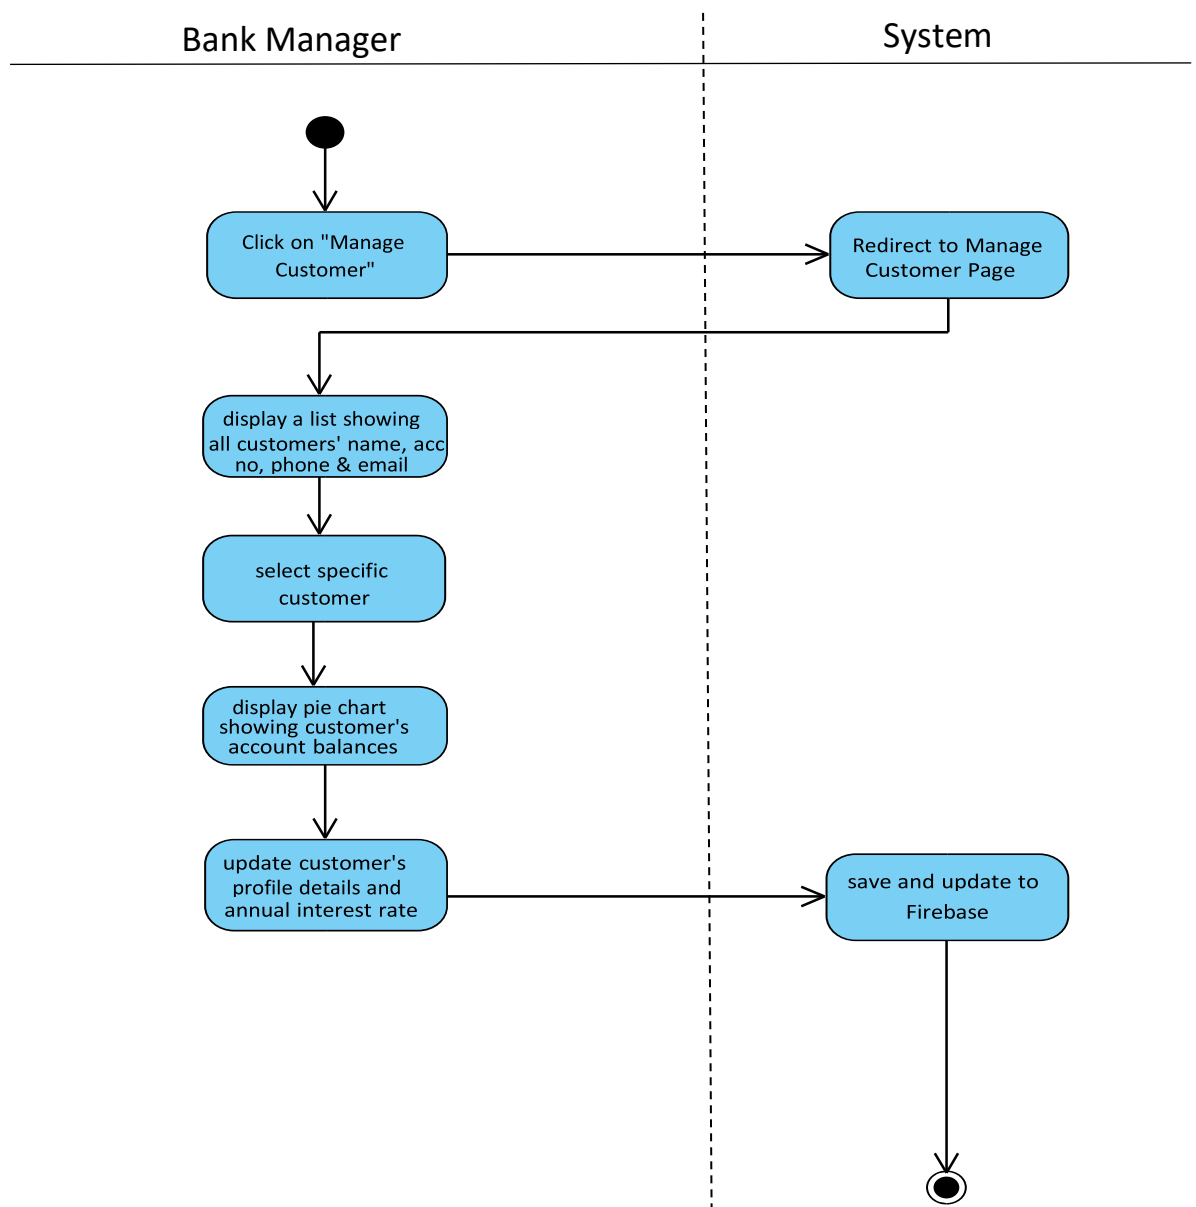 Bank Manager
System
Click on "Manage
Customer"
Redirect to Manage
Customer Page
display a list showing
all customers' name, acc
no, phone & email
select specific
customer
display pie chart
showing customer's
account balances
update customer's
profile details and
annual interest rate
save and update to
Firebase